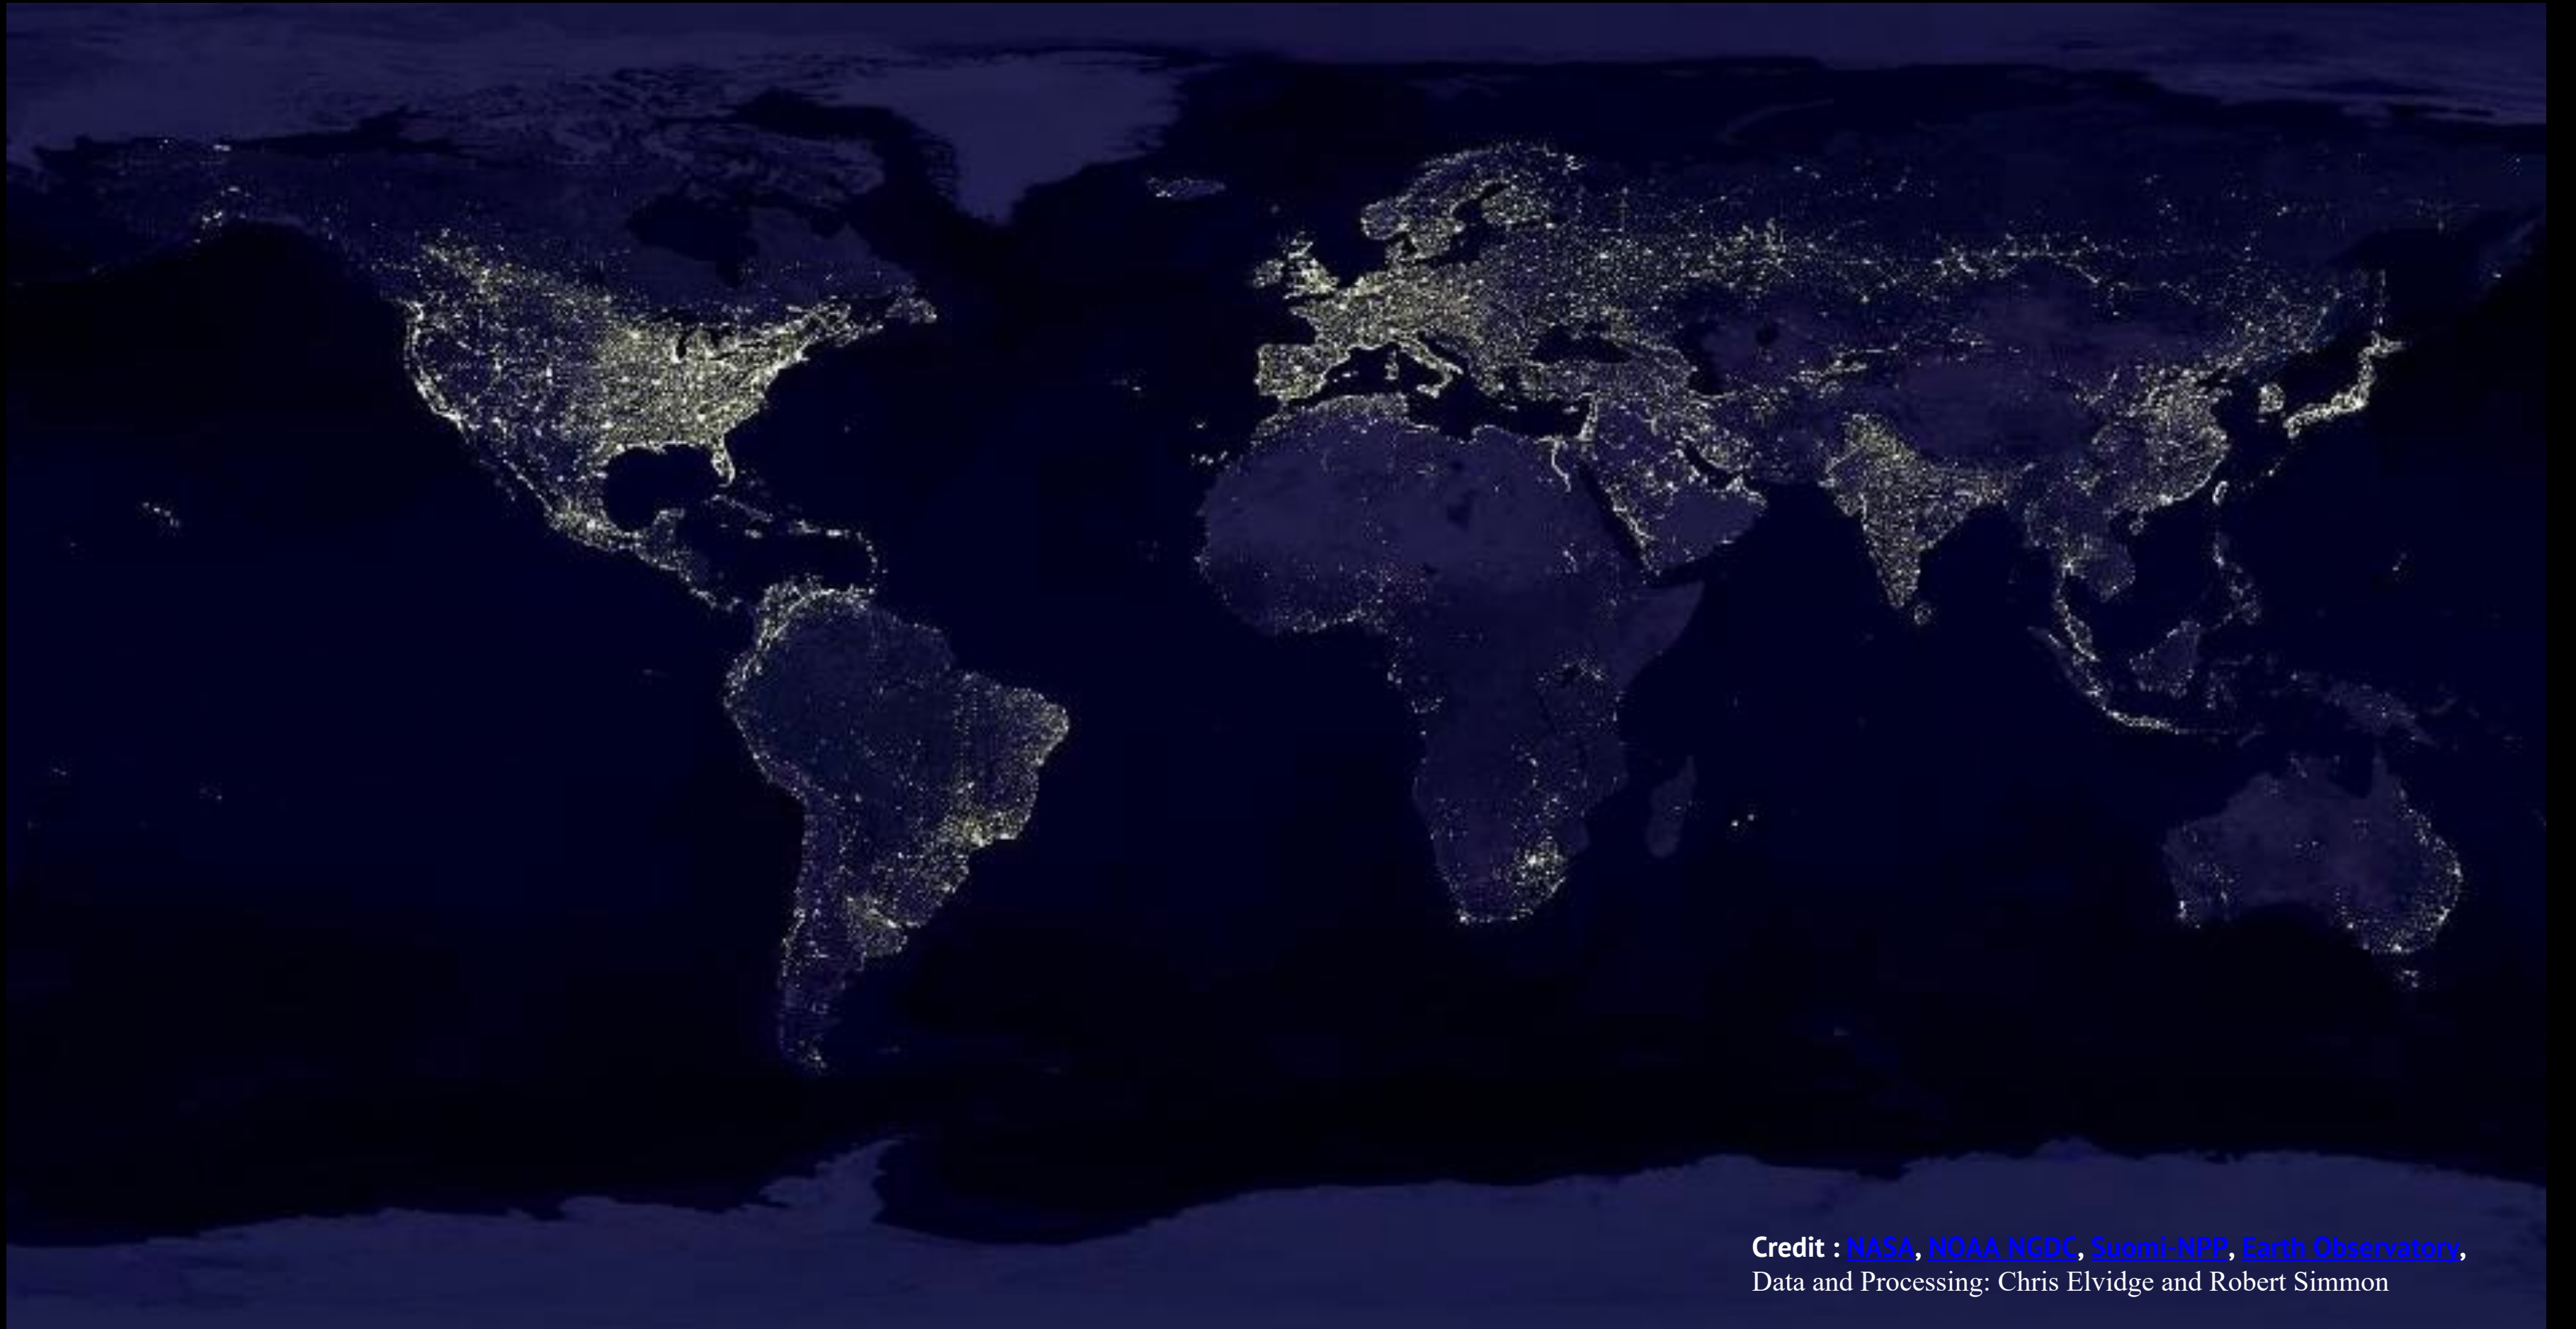 Credit : NASA, NOAA NGDC, Suomi-NPP, Earth Observatory,
Data and Processing: Chris Elvidge and Robert Simmon